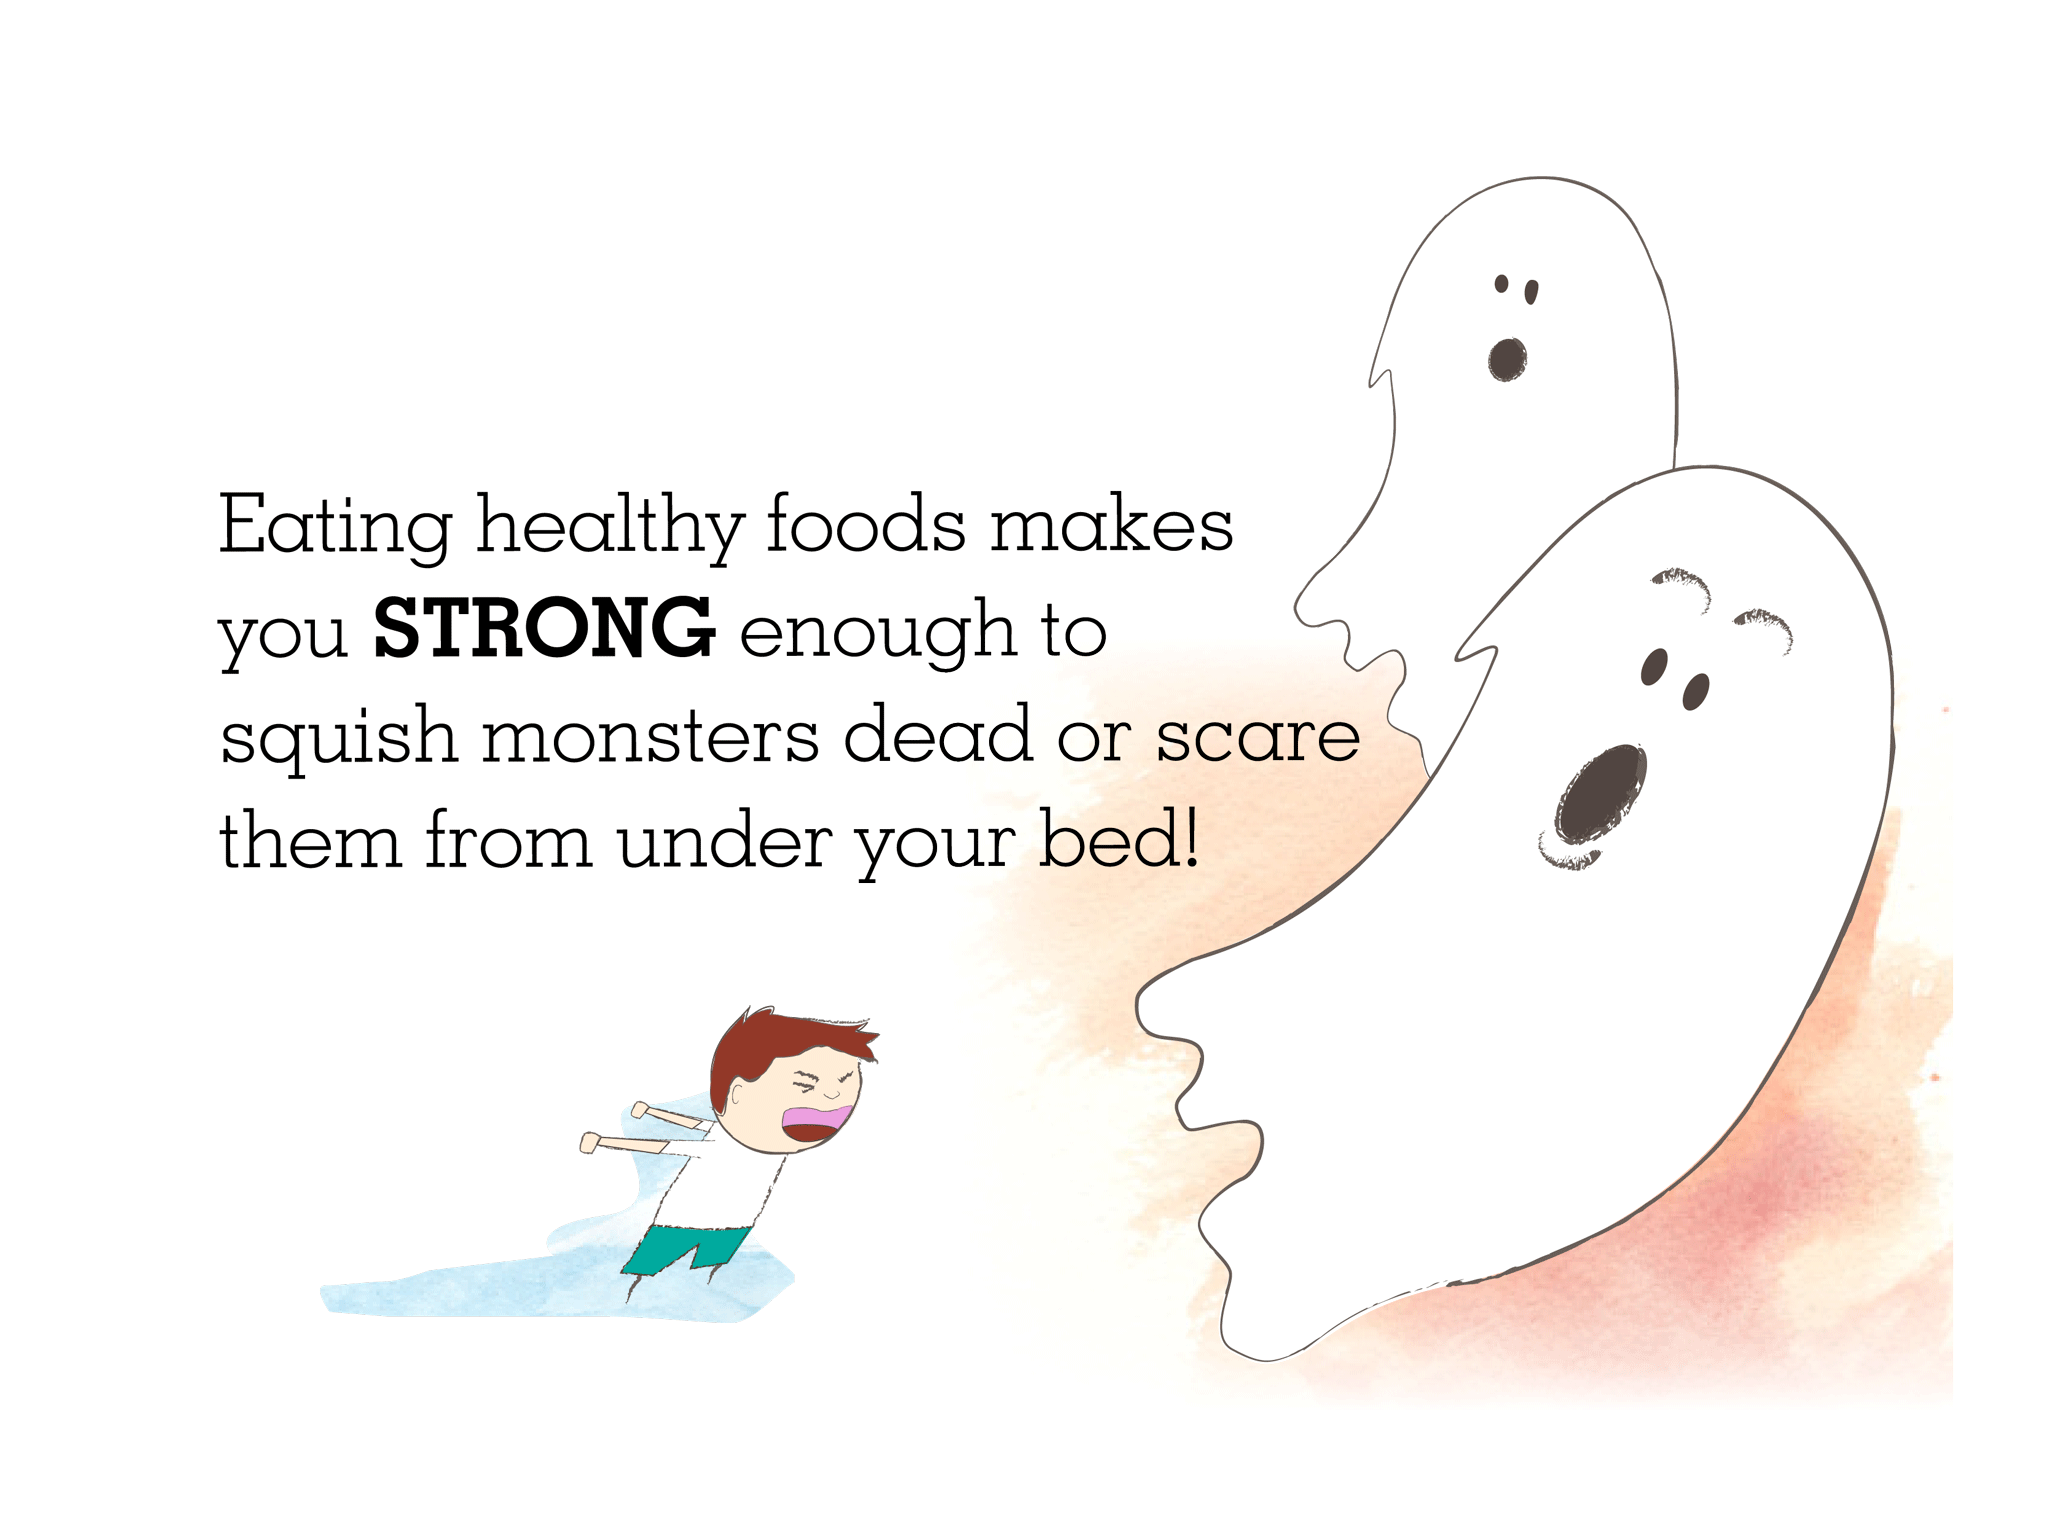 Eating healthy foods makes
you STRONG enough to
squish monsters dead or scare
them from under your bed!